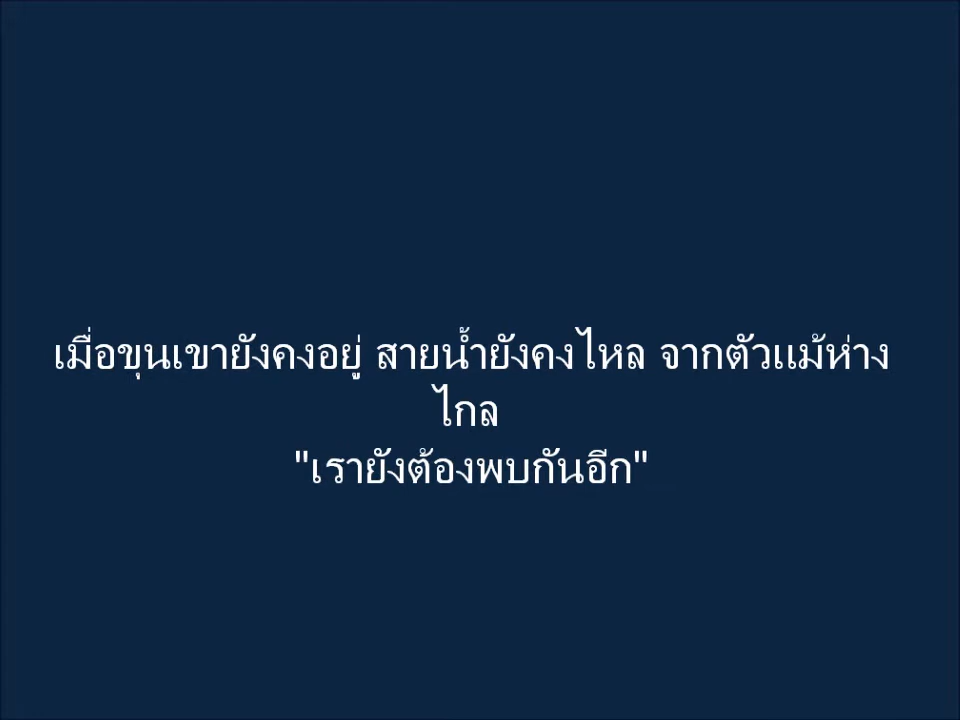 เมื่อขุนเขายังคงอยู่ สายน้ำยังคงไหล จากตัวแม้ห่าง
ไกล
"เรายังต้องพบกันอีก"